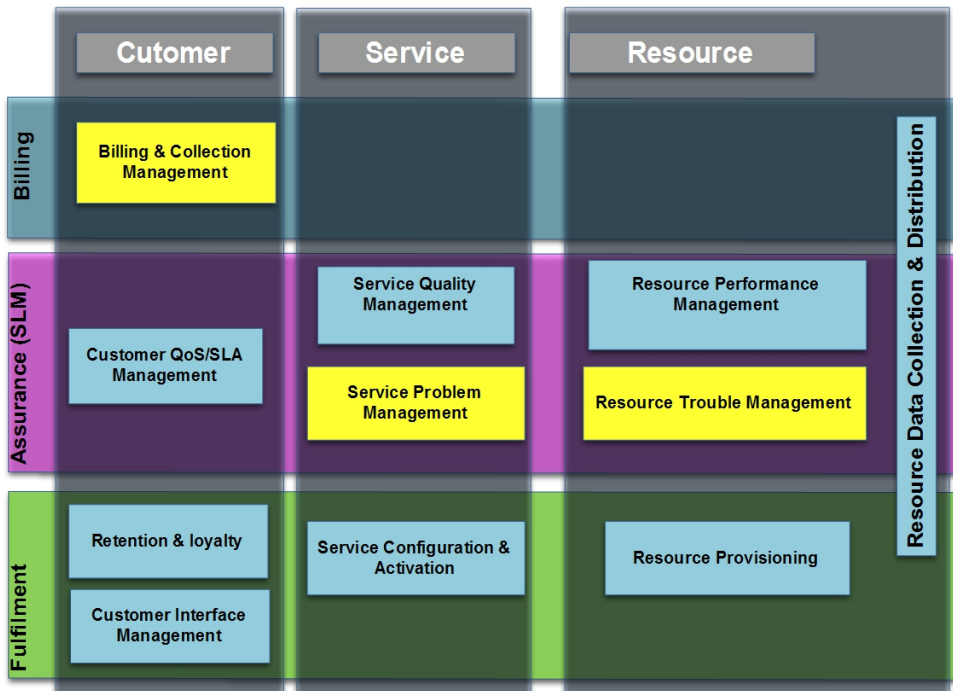 Cutomer
Service
Resource
Billing
Billing & Collection
Management
Resource Data Collection & Distribution
Assurance (SLM)
Service Quality
Management
Resource Performance
Management
Customer QoS/SLA
Management
Service Problem
Management
Resource Trouble Management
Fulfilment
Retention & loyalty
Service Configuration &
Activation
Resource Provisioning
Customer Interface
Management